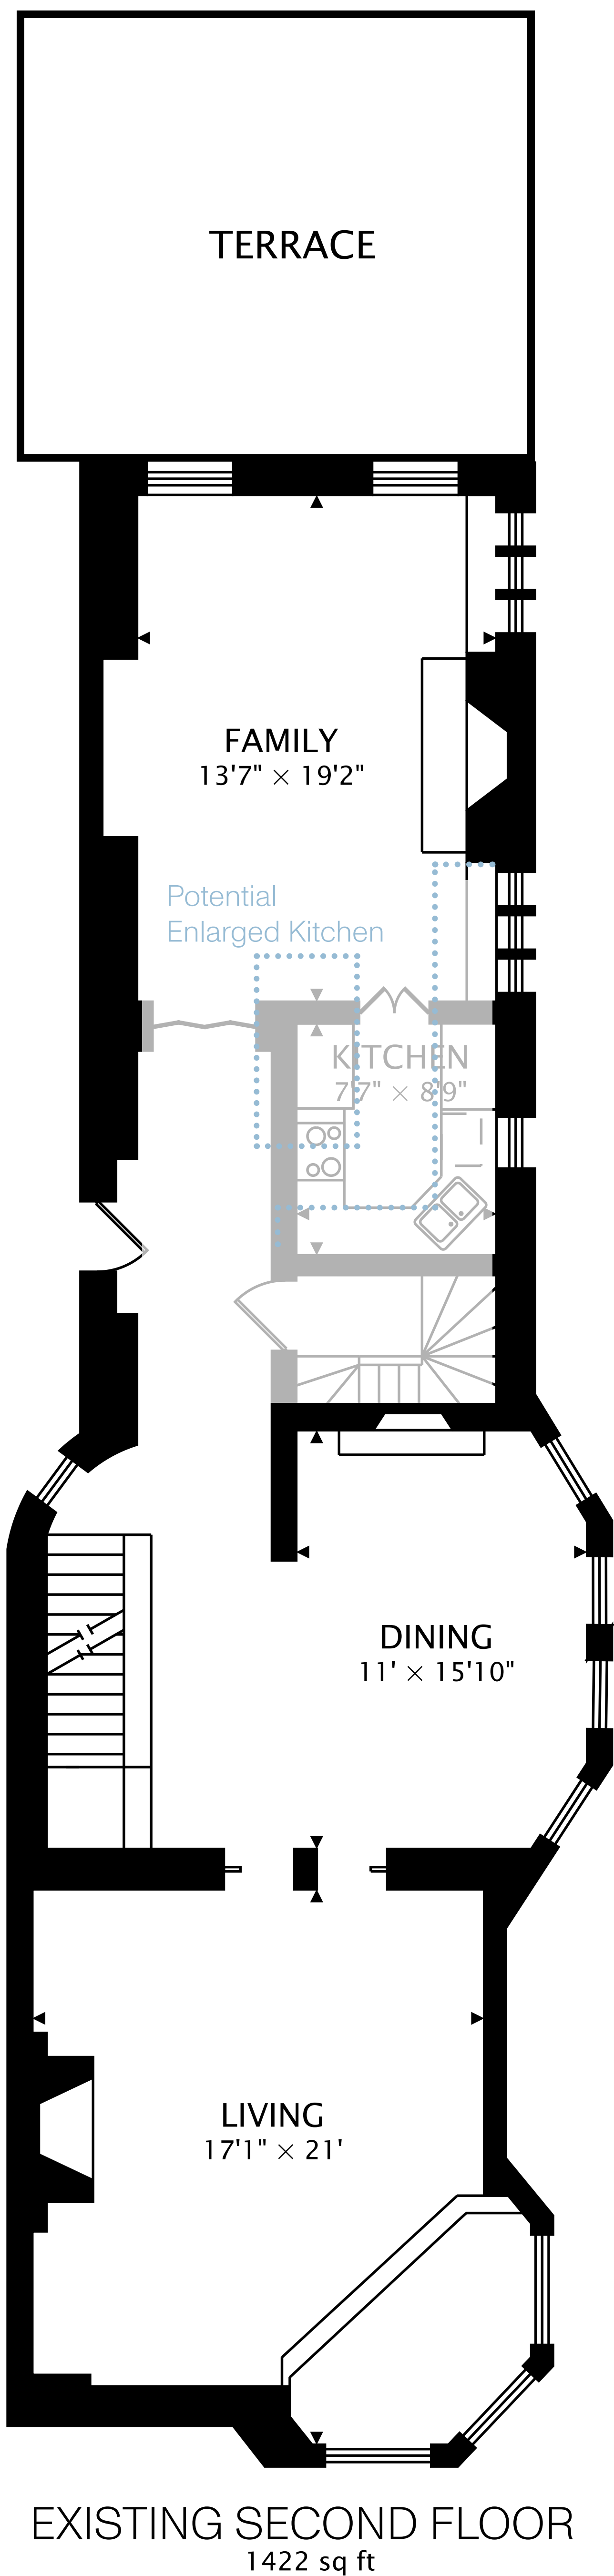 TERRACE
FAMILY
13'7" × 19'2"
Potential
Enlarged Kitchen
KITCHEN
7'7" × 8'9"
DINING
11' × 15'10"
LIVING
17'1" × 21'
EXISTING SECOND FLOOR
1422 sq ft